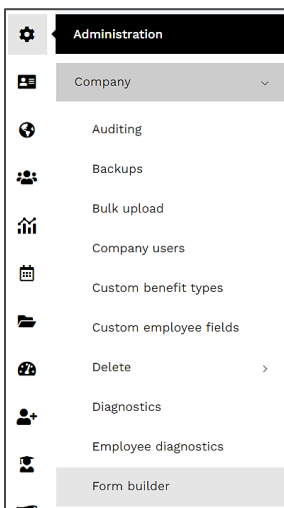 Administration
Company
Auditing
Backups
Bulk upload
Company users
Custom benefit types
Custom employee fields
Delete
Diagnostics
Employee diagnostics
Form builder